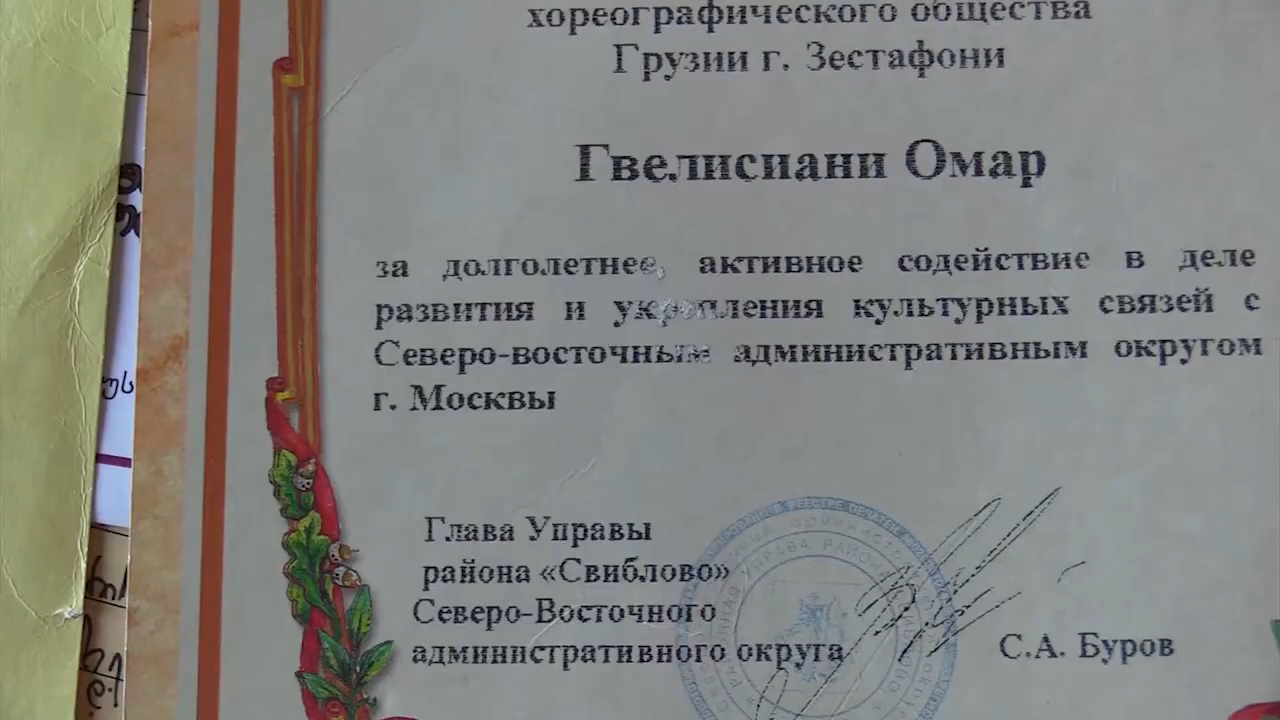 хореографического общества
Грузии г. Зестафони
Гвелисиани Омар
за долголетнее, активное содействие в деле
развития и укрепления культурных связей с
Северо-восточным административным округом
г. Москвы
Глава Управы
района «Свиблово»
Северо-Восточного
административного округа
С.А. Буров